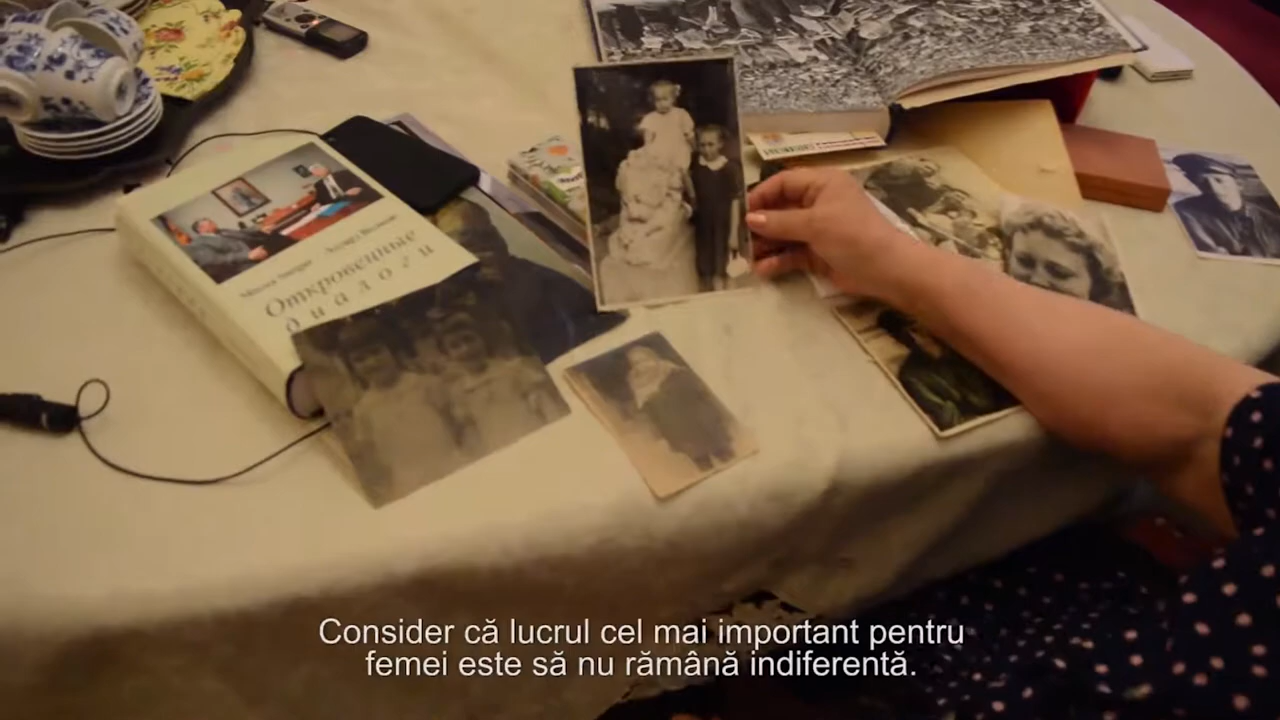 Откровенные
диалоги
Consider că lucrul cel mai important pentru
femei este să nu rămână indiferentă.